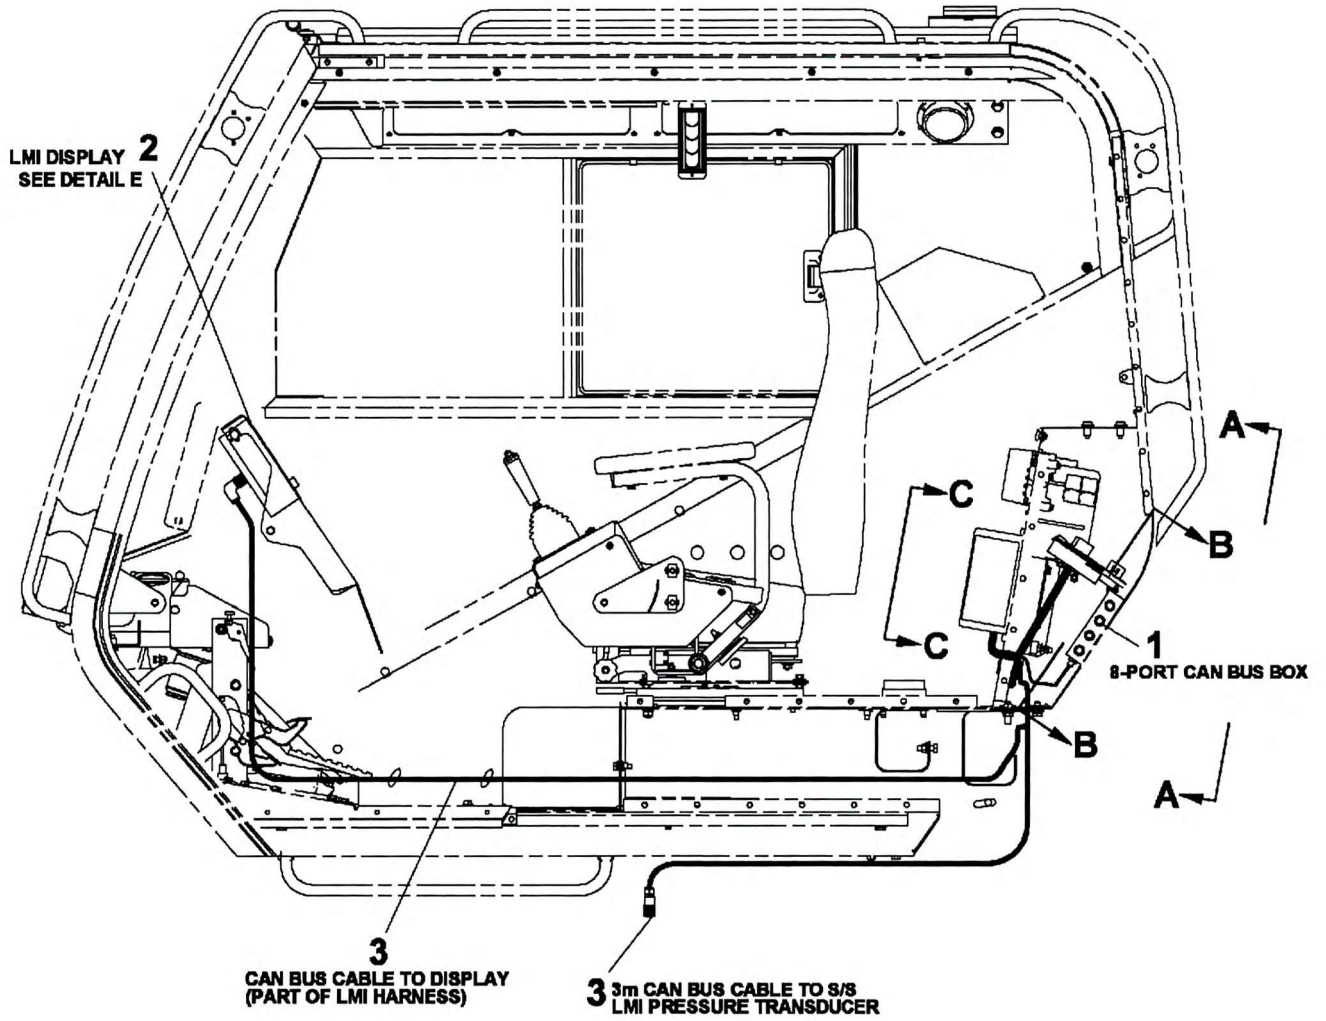 LMI DISPLAY 2
SEE DETAIL E
A
C
B
C
1
8-PORT CAN BUS BOX
B
A
3
CAN BUS CABLE TO DISPLAY
(PART OF LMI HARNESS)
3 3m CAN BUS CABLE TO S/S
LMI PRESSURE TRANSDUCER